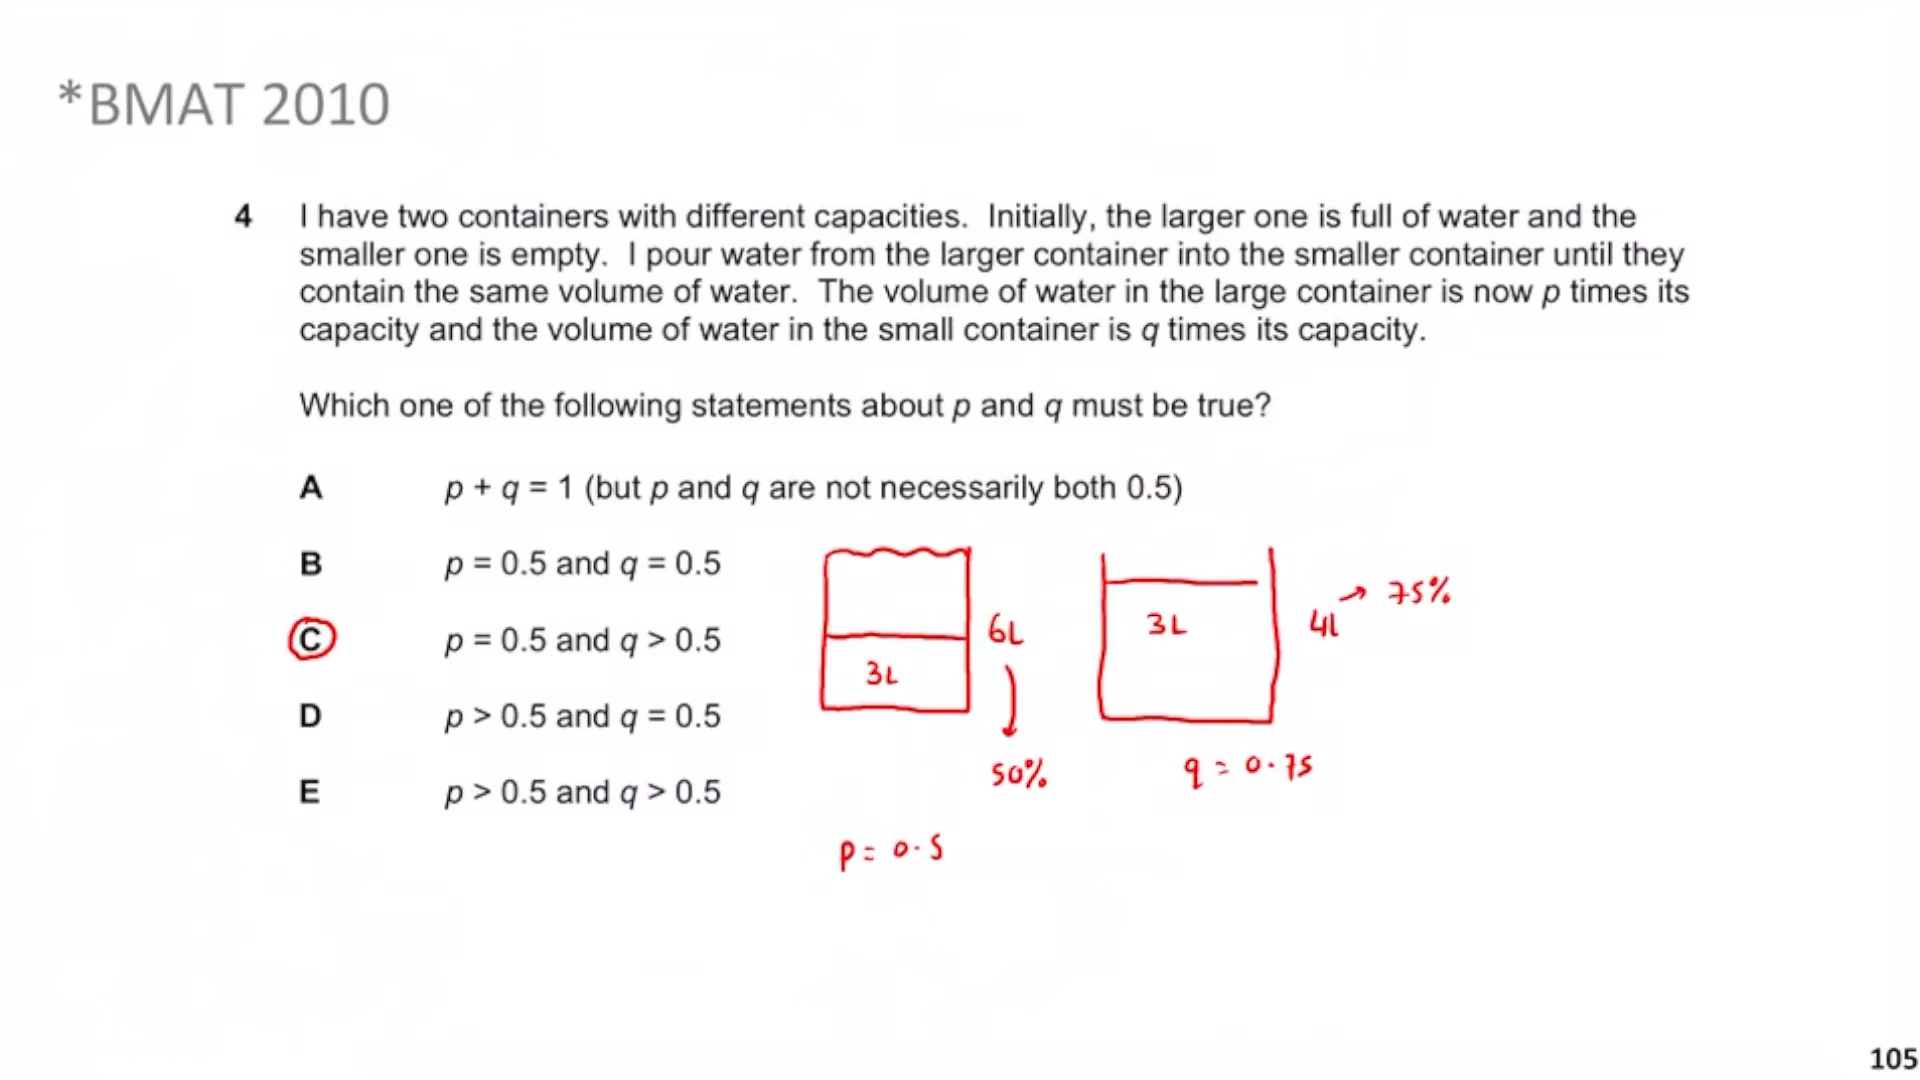 *BMAT 2010
4 I have two containers with different capacities. Initially, the larger one is full of water and the
smaller one is empty. I pour water from the larger container into the smaller container until they
contain the same volume of water. The volume of water in the large container is now p times its
capacity and the volume of water in the small container is q times its capacity.
Which one of the following statements about p and q must be true?
A p + q = 1 (but p and q are not necessarily both 0.5)
B p = 0.5 and q = 0.5
C p = 0.5 and q > 0.5
D p > 0.5 and q = 0.5
E p > 0.5 and q > 0.5
6L
3L
50%
p = 0.5
3L
4L → 75%
q = 0.75
105